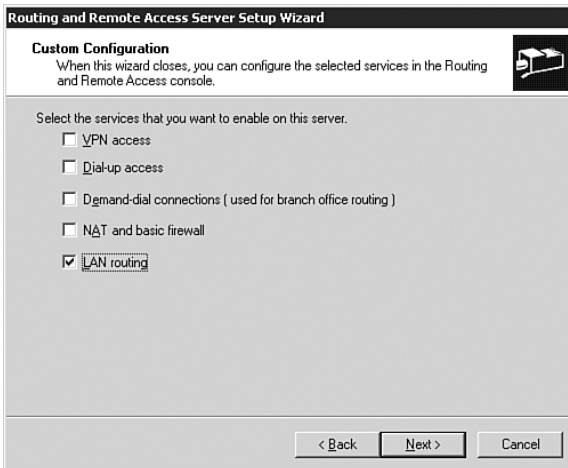 Routing and Remote Access Server Setup Wizard
Custom Configuration
When this wizard closes, you can configure the selected services in the Routing
and Remote Access console.
Select the services that you want to enable on this server.
VPN access
Dial-up access
Demand-dial connections ( used for branch office routing )
NAT and basic firewall
LAN routing
< Back Next > Cancel